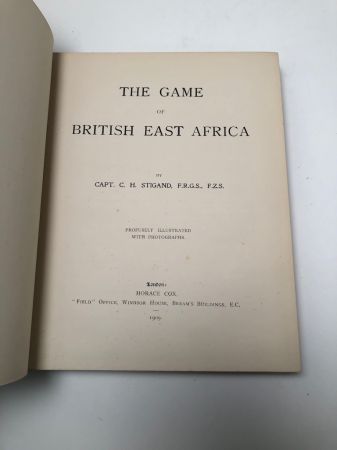 THE GAME
OF
BRITISH EAST AFRICA
BY
CAPT. C. H. STIGAND, F.R.G.S., F.Z.S.
PROFUSELY ILLUSTRATED
WITH PHOTOGRAPHS.
London:
HORACE COX,
"FIELD" OFFICE, WINDSOR HOUSE, BREAM'S BUILDINGS, E.C.
—
1909